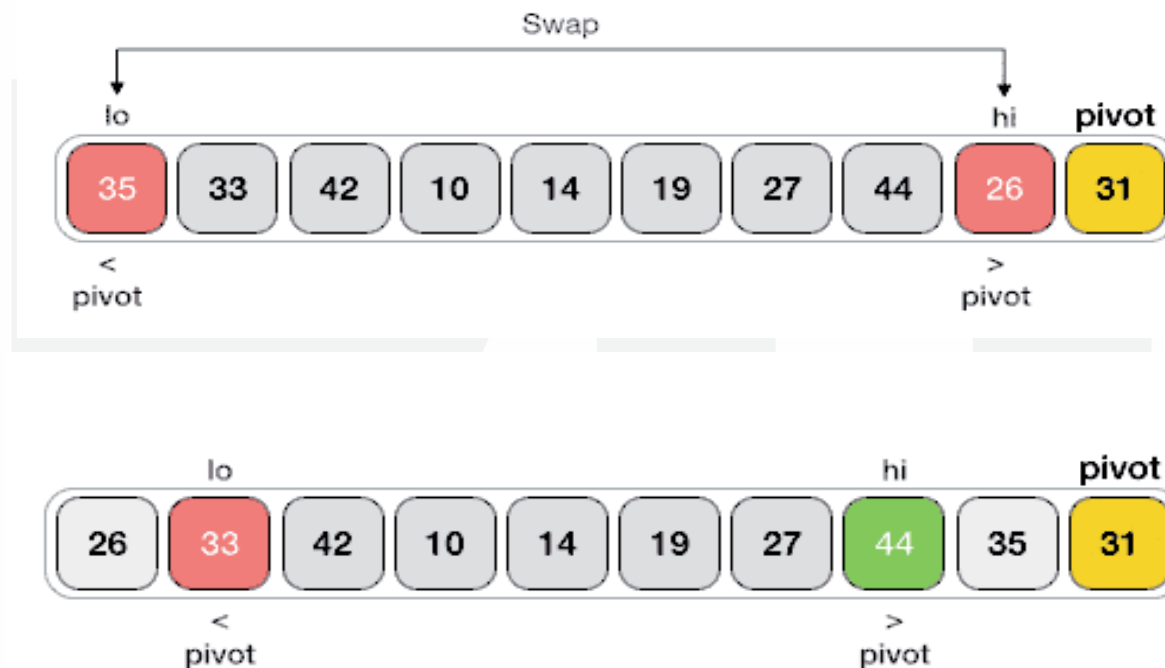 Swap
lo hi pivot
35 33 42 10 14 19 27 44 26 31
< >
pivot pivot
lo hi pivot
26 33 42 10 14 19 27 44 35 31
< >
pivot pivot